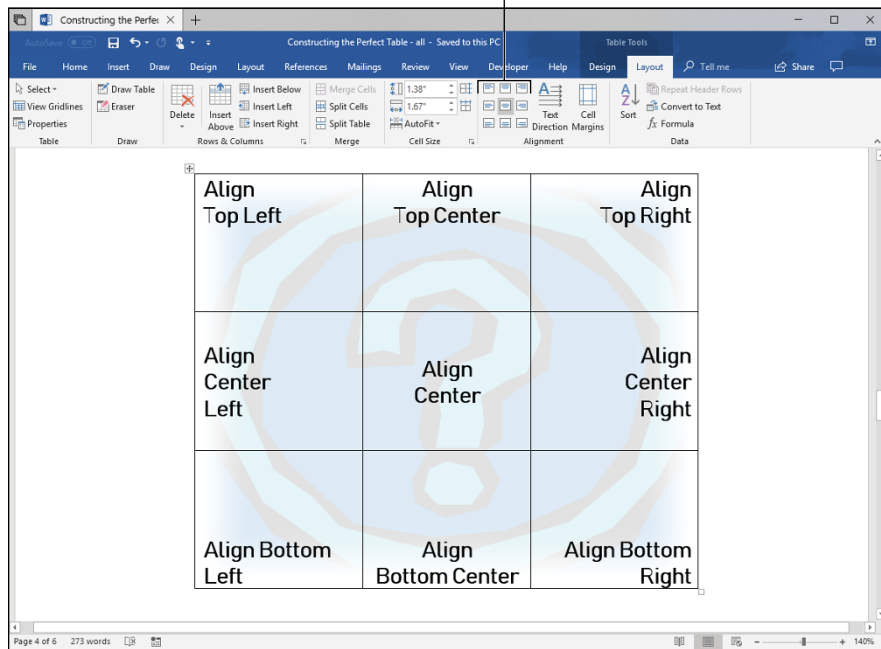 Constructing the Perfec
AutoSave Off
Constructing the Perfect Table - all - Saved to this PC
Table Tools
File Home Insert Draw Design Layout References Mailings Review View Developer Help Design Layout Tell me Share
Select
View Gridlines
Properties
Table
Draw Table
Eraser
Draw
Delete
Insert
Above
Insert Below
Insert Left
Insert Right
Rows & Columns
Merge Cells
Split Cells
Split Table
Merge
1.38"
1.67"
AutoFit
Cell Size
Text
Direction
Cell
Margins
Alignment
Sort
Repeat Header Rows
Convert to Text
fx Formula
Data
Align
Top Left
Align
Top Center
Align
Top Right
Align
Center
Left
Align
Center
Align
Center
Right
Align Bottom
Left
Align
Bottom Center
Align Bottom
Right
Page 4 of 6 273 words
140%